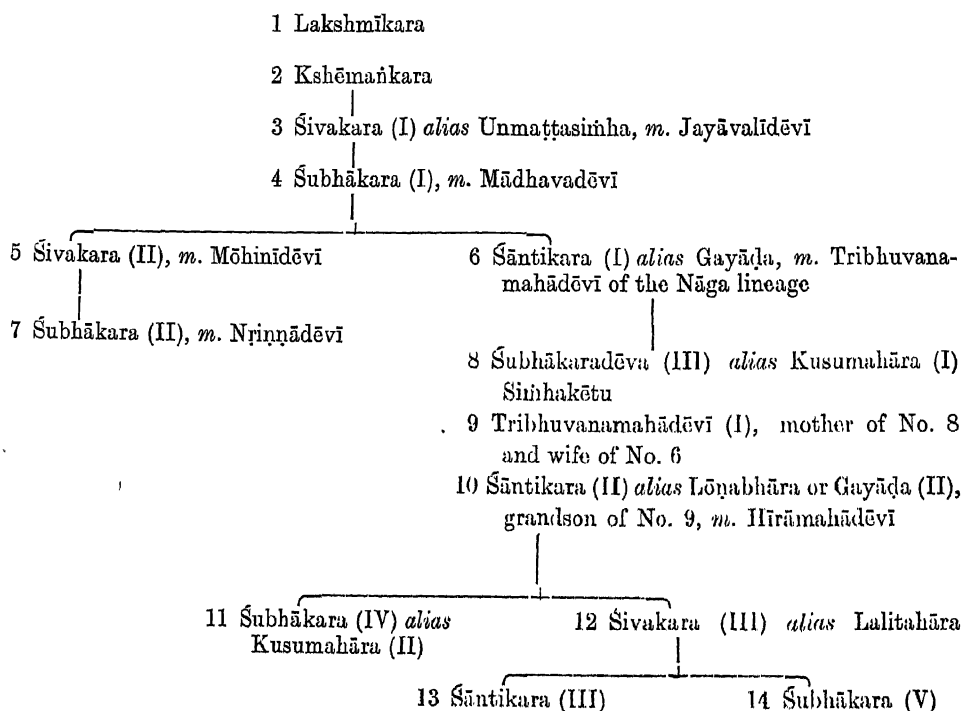 1 Lakshmīkara
2 Kshēmaṅkara
3 Śivakara (I) alias Unmaṭṭasiṁha, m. Jayāvalīdēvī
4 Śubhākara (I), m. Mādhavadēvī
5 Śivakara (II), m. Mōhinīdēvī
6 Śāntikara (I) alias Gayāḍa, m. Tribhuvana-
mahādēvī of the Nāga lineage
7 Śubhākara (II), m. Nṛiṇṇādēvī
8 Śubhākaradēva (III) alias Kusumahāra (I)
Siṁhakētu
9 Tribhuvanamahādēvī (I), mother of No. 8
and wife of No. 6
10 Śāntikara (II) alias Lōṇabhāra or Gayāḍa (II),
grandson of No. 9, m. Hīrāmahādēvī
11 Śubhākara (IV) alias
Kusumahāra (II)
12 Śivakara (III) alias Lalitahāra
13 Śāntikara (III)
14 Śubhākara (V)